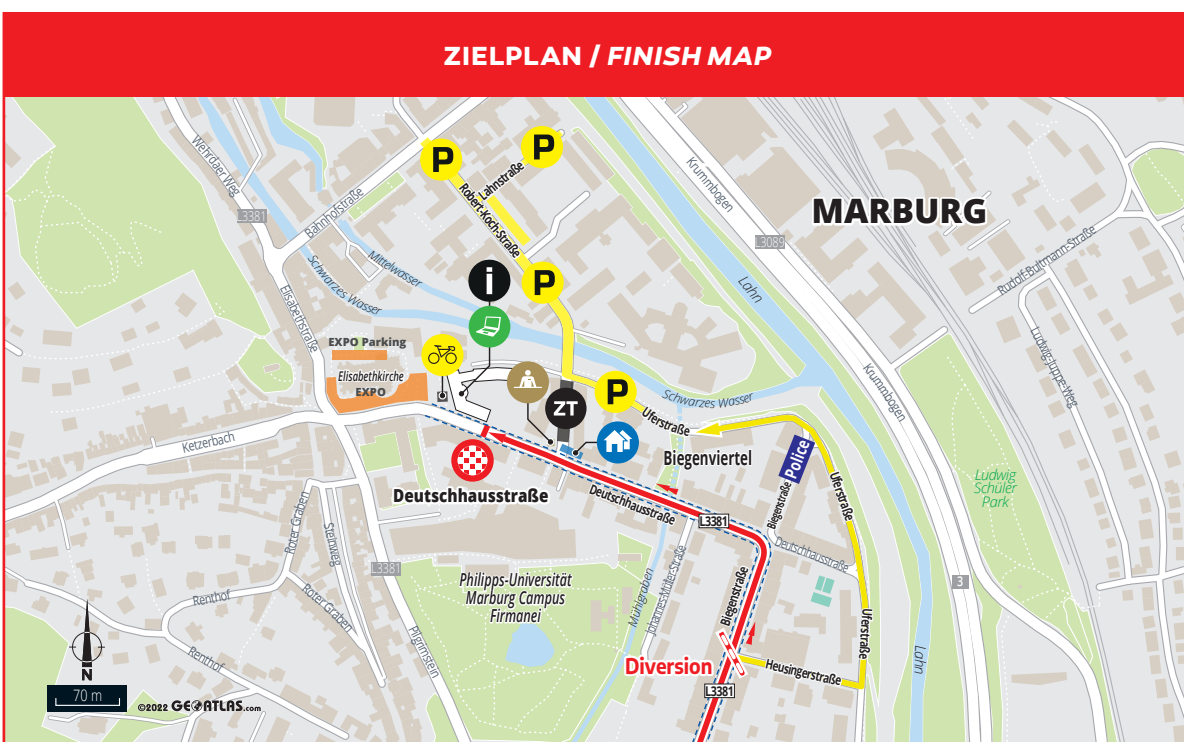 ZIELPLAN / FINISH MAP
MARBURG
Wehrdaer Weg
L3381
Bahnhofstraße
P
P
Lahnstraße
Robert-Koch-Straße
P
Krummbogen
L3089
Rudolf-Bultmann-Straße
Ludwig-Juppe-Weg
Mittelwasser
Schwarzes Wasser
Lahn
i
Elisabethstraße
EXPO Parking
Elisabethkirche
EXPO
ZT
P
Schwarzes Wasser
Krummbogen
Uferstraße
Biegenviertel
Police
Ketzerbach
Deutschhausstraße
Deutschhausstraße
L3381
Biegenstraße
Uferstraße
Deutschhausstraße
Ludwig
Schüler
Park
Roter Graben
Steinweg
L3381
Renthof
Roter Graben
Philipps-Universität
Marburg Campus
Firmanei
Mühlgraben
Johannes-Müller-Straße
Biegenstraße
3
Uferstraße
Renthof
Pilgrimstein
Diversion
Heusingerstraße
Lahn
L3381
N
70 m
©2022 GEOATLAS.com